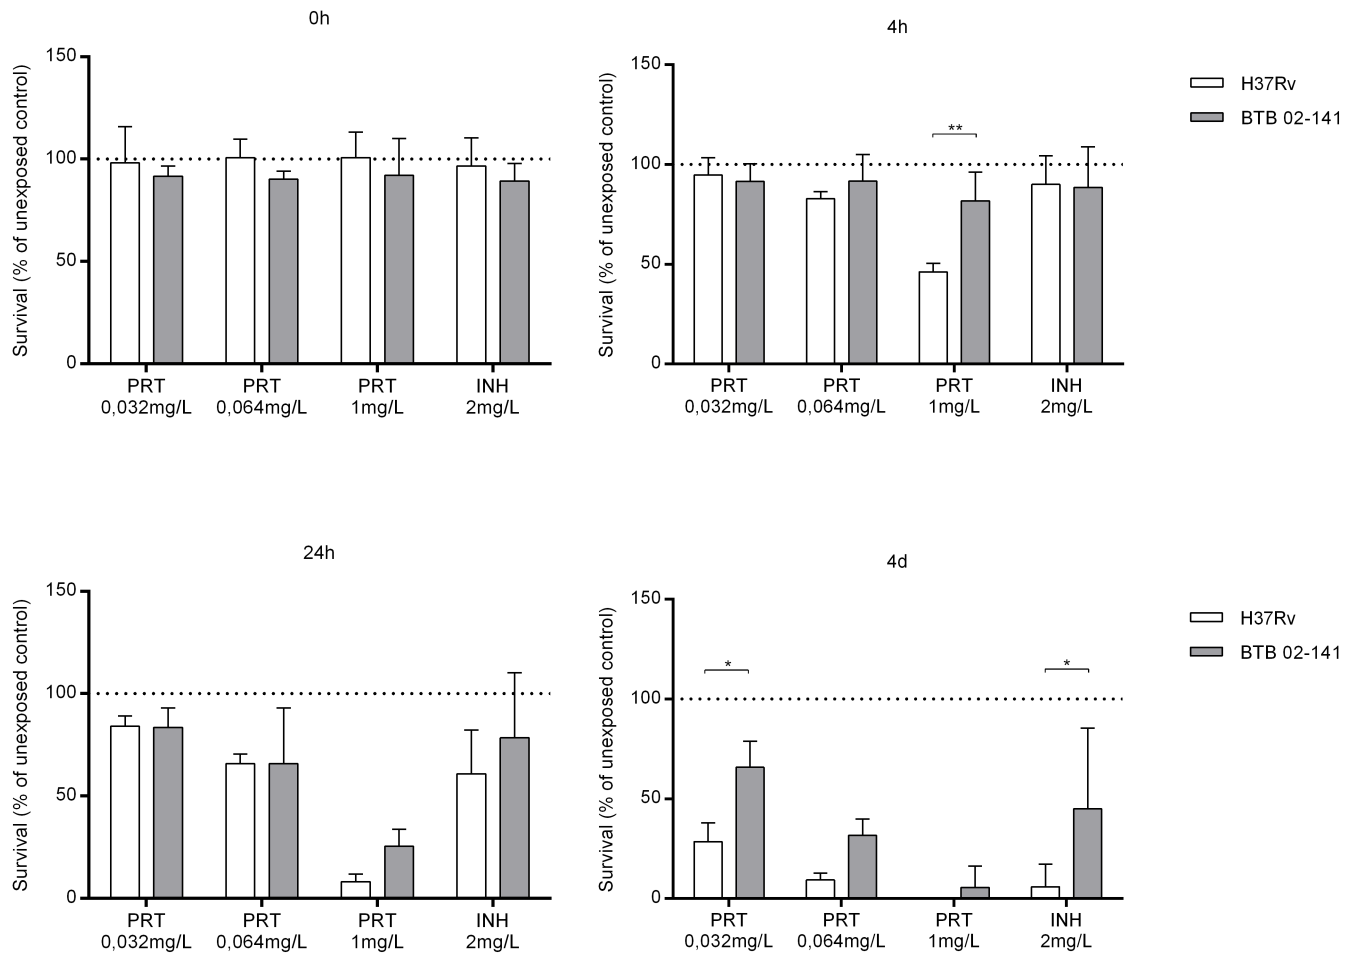 0h
Survival (% of unexposed control)
150
100
50
0
PRT PRT PRT INH
0,032mg/L 0,064mg/L 1mg/L 2mg/L
4h
Survival (% of unexposed control)
150
100
50
0
**
PRT PRT PRT INH
0,032mg/L 0,064mg/L 1mg/L 2mg/L
H37Rv
BTB 02-141
24h
Survival (% of unexposed control)
150
100
50
0
PRT PRT PRT INH
0,032mg/L 0,064mg/L 1mg/L 2mg/L
4d
Survival (% of unexposed control)
150
100
50
0
* *
PRT PRT PRT INH
0,032mg/L 0,064mg/L 1mg/L 2mg/L
H37Rv
BTB 02-141